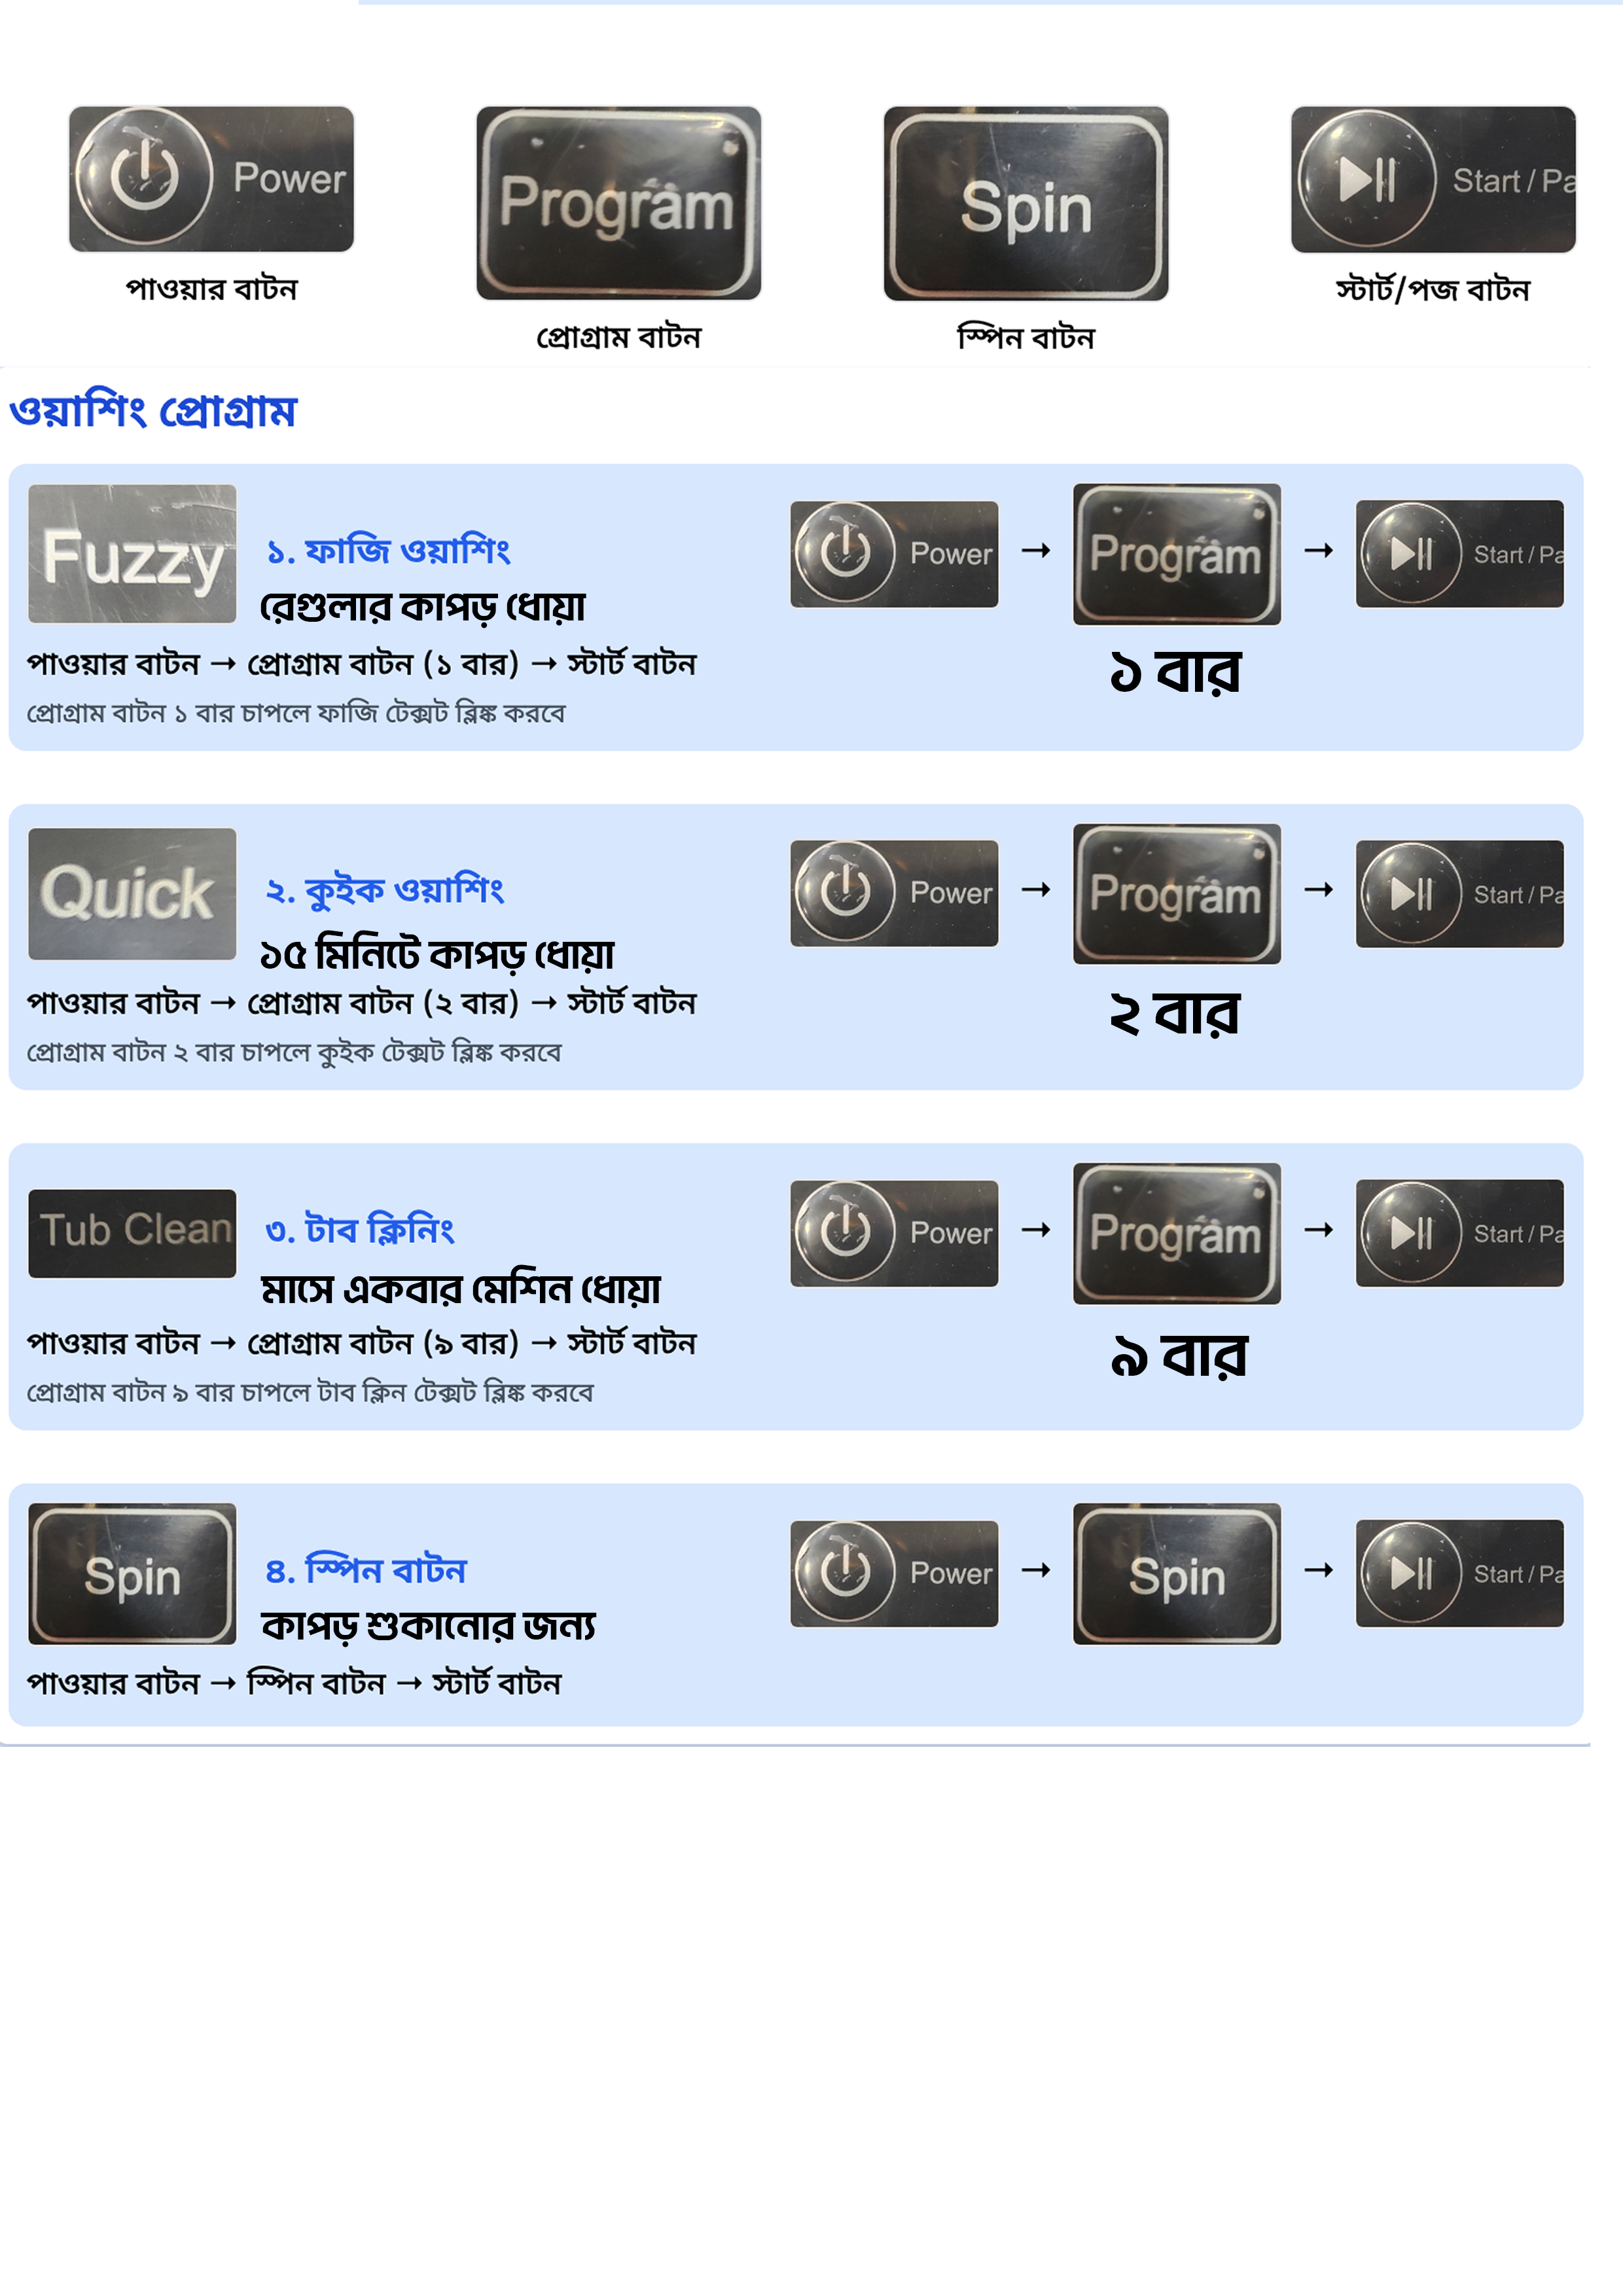 Power
Program
Spin
Start / Pa
পাওয়ার বাটন
প্রোগ্রাম বাটন
স্পিন বাটন
স্টার্ট/পজ বাটন
ওয়াশিং প্রোগ্রাম
Fuzzy
১. ফাজি ওয়াশিং
রেগুলার কাপড় ধোয়া
পাওয়ার বাটন → প্রোগ্রাম বাটন (১ বার) → স্টার্ট বাটন
প্রোগ্রাম বাটন ১ বার চাপলে ফাজি টেক্সট ব্লিঙ্ক করবে
Power → Program → Start / Pa
১ বার
Quick
২. কুইক ওয়াশিং
১৫ মিনিটে কাপড় ধোয়া
পাওয়ার বাটন → প্রোগ্রাম বাটন (২ বার) → স্টার্ট বাটন
প্রোগ্রাম বাটন ২ বার চাপলে কুইক টেক্সট ব্লিঙ্ক করবে
Power → Program → Start / Pa
২ বার
Tub Clean
৩. টাব ক্লিনিং
মাসে একবার মেশিন ধোয়া
পাওয়ার বাটন → প্রোগ্রাম বাটন (৯ বার) → স্টার্ট বাটন
প্রোগ্রাম বাটন ৯ বার চাপলে টাব ক্লিন টেক্সট ব্লিঙ্ক করবে
Power → Program → Start / Pa
৯ বার
Spin
৪. স্পিন বাটন
কাপড় শুকানোর জন্য
পাওয়ার বাটন → স্পিন বাটন → স্টার্ট বাটন
Power → Spin → Start / Pa